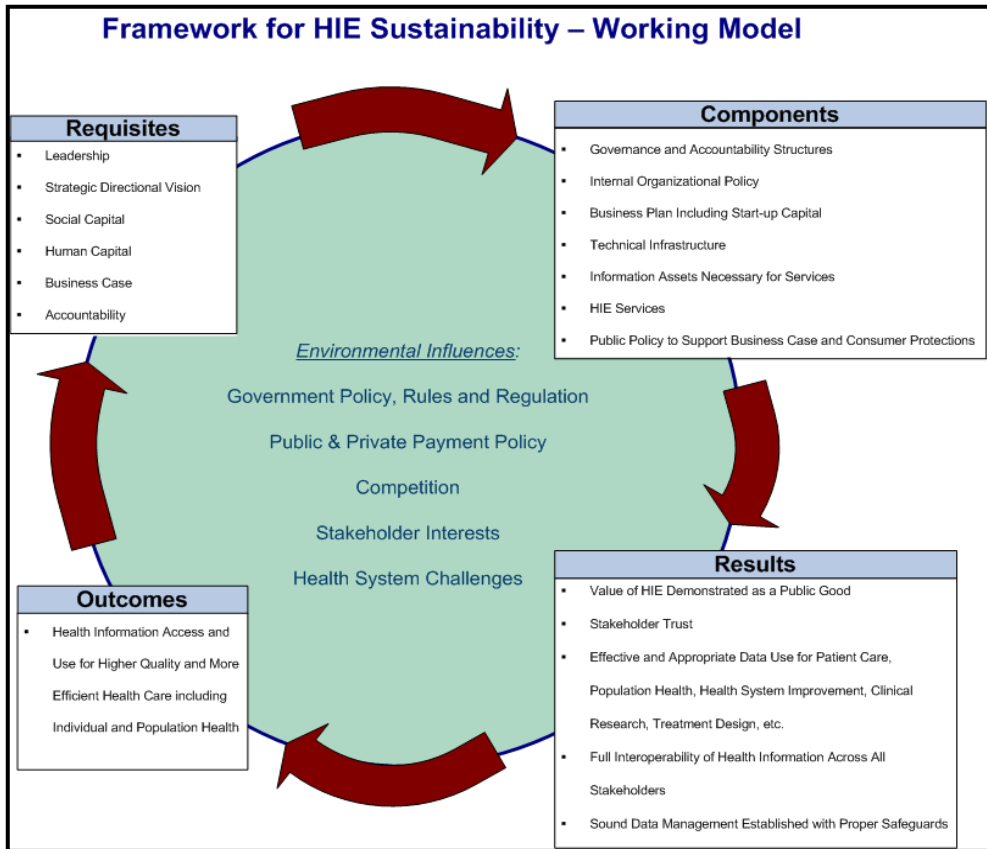 Framework for HIE Sustainability – Working Model
Requisites
▪ Leadership
▪ Strategic Directional Vision
▪ Social Capital
▪ Human Capital
▪ Business Case
▪ Accountability
Components
▪ Governance and Accountability Structures
▪ Internal Organizational Policy
▪ Business Plan Including Start-up Capital
▪ Technical Infrastructure
▪ Information Assets Necessary for Services
▪ HIE Services
▪ Public Policy to Support Business Case and Consumer Protections
Environmental Influences:
Government Policy, Rules and Regulation
Public & Private Payment Policy
Competition
Stakeholder Interests
Health System Challenges
Results
▪ Value of HIE Demonstrated as a Public Good
▪ Stakeholder Trust
▪ Effective and Appropriate Data Use for Patient Care,
Population Health, Health System Improvement, Clinical
Research, Treatment Design, etc.
▪ Full Interoperability of Health Information Across All
Stakeholders
▪ Sound Data Management Established with Proper Safeguards
Outcomes
▪ Health Information Access and
Use for Higher Quality and More
Efficient Health Care including
Individual and Population Health